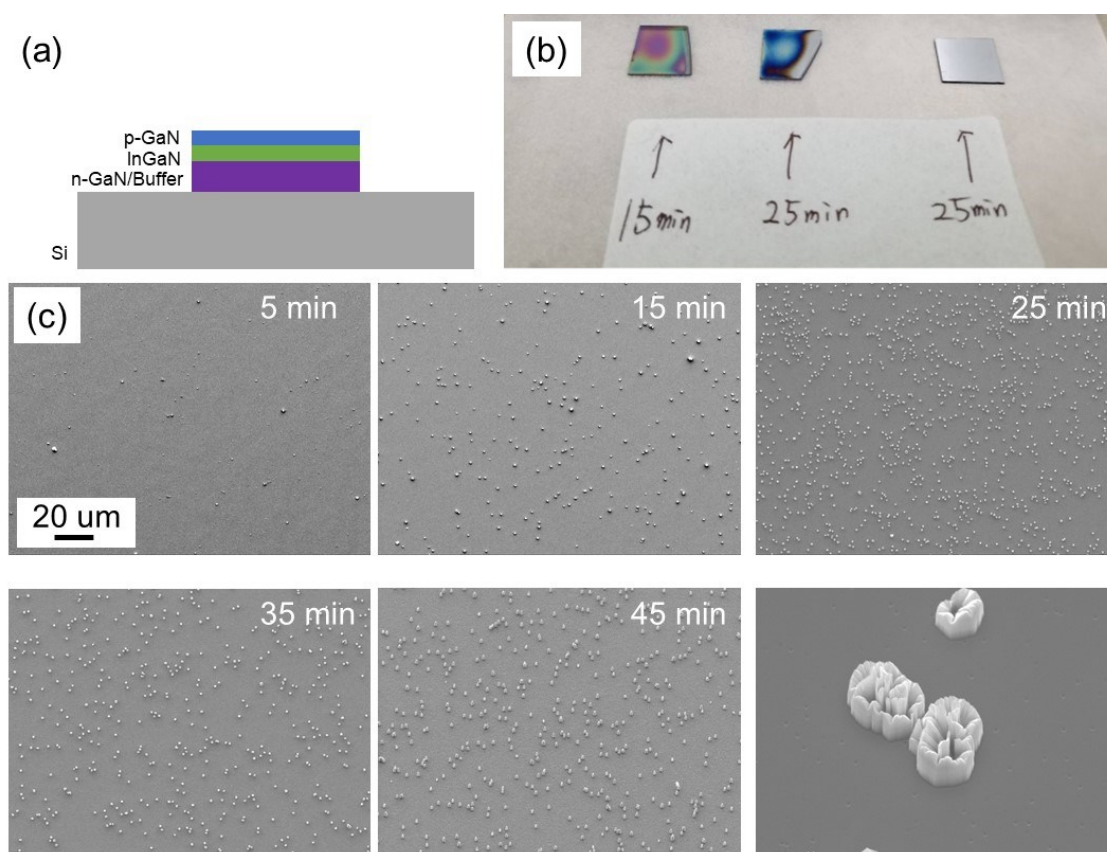 (a)
p-GaN
InGaN
n-GaN/Buffer
Si
(b)
15min
25min
25min
(c)
5 min
20 um
15 min
25 min
35 min
45 min